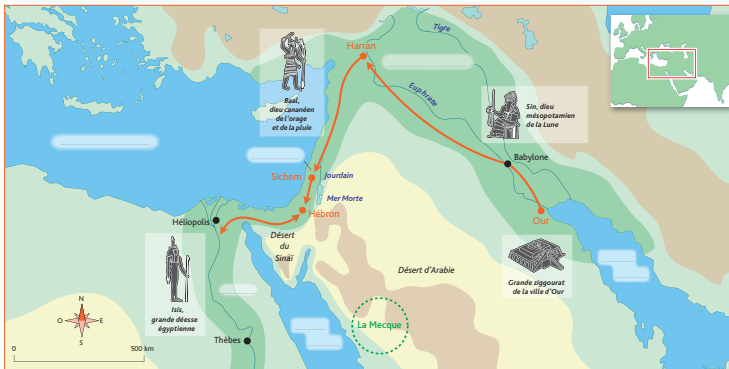 Harran
Tigre
Euphrate
Baal,
dieu cananéen
de l'orage
et de la pluie
Sin, dieu
mésopotamien
de la Lune
Babylone
Sichem
Jourdain
Mer Morte
Hébron
Our
Héliopolis
Désert
du
Sinaï
Désert d'Arabie
Grande ziggourat
de la ville d'Our
Isis,
grande déesse
égyptienne
La Mecque
Thèbes
N
O
E
S
0
500 km